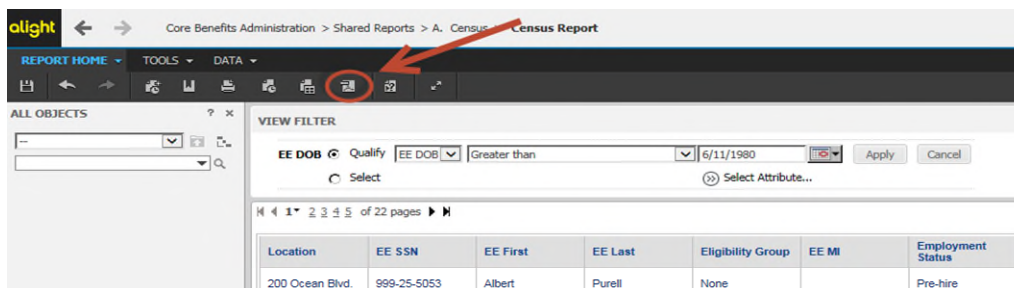 alight
Core Benefits Administration > Shared Reports > A. Census > Census Report
REPORT HOME TOOLS DATA
ALL OBJECTS ? ×
--
VIEW FILTER
EE DOB Qualify EE DOB Greater than 6/11/1980 Apply Cancel
Select Select Attribute...
1 2 3 4 5 of 22 pages
Location EE SSN EE First EE Last Eligibility Group EE MI Employment Status
200 Ocean Blvd. 999-25-5053 Albert Purell None Pre-hire